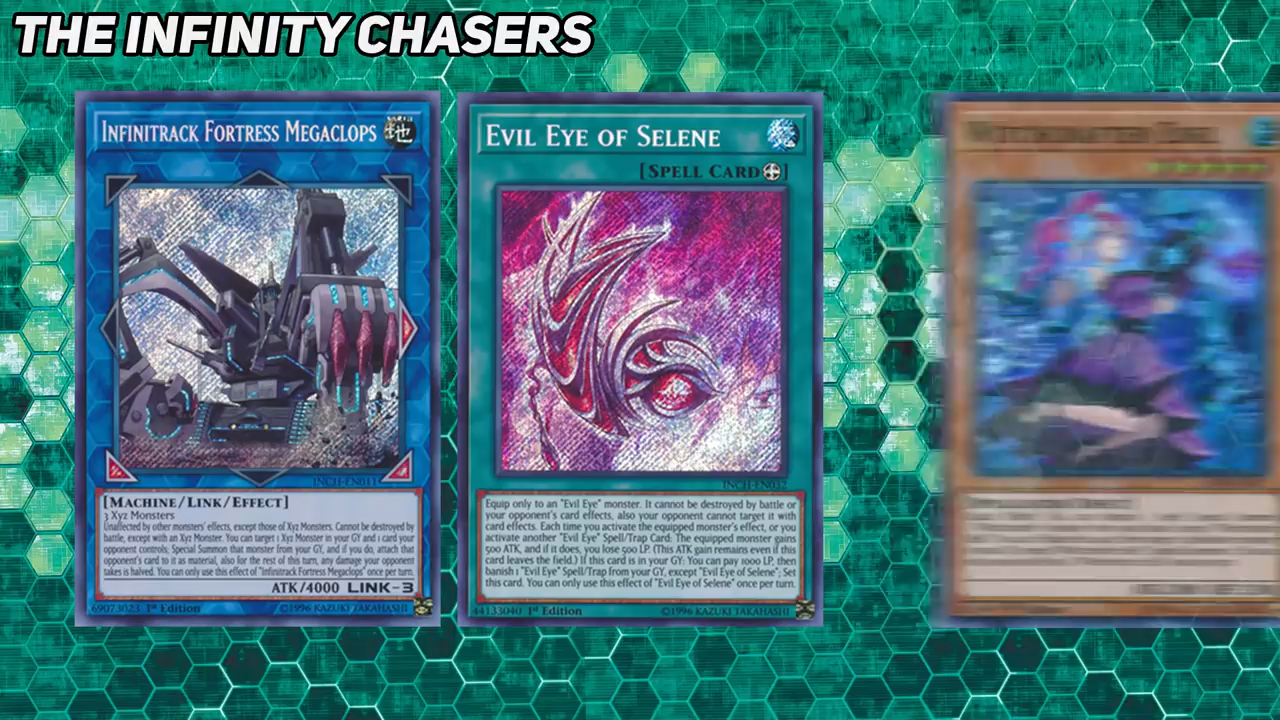 THE INFINITY CHASERS
INFINITRACK FORTRESS MEGACLOPS
地
INCH-EN011
[MACHINE/LINK/EFFECT]
3 Xyz Monsters
Unaffected by other monsters' effects, except those of Xyz Monsters. Cannot be destroyed by
battle, except with an Xyz Monster. You can target 1 Xyz Monster in your GY and 1 card your
opponent controls; Special Summon that monster from your GY, and if you do, attach that
opponent's card to it as material, also for the rest of this turn, any damage your opponent
takes is halved. You can only use this effect of "Infinitrack Fortress Megaclops" once per turn.
ATK/4000 LINK-3
69073023 1st Edition ©1996 KAZUKI TAKAHASHI
EVIL EYE OF SELENE
[SPELL CARD]
INCH-EN032
Equip only to an "Evil Eye" monster. It cannot be destroyed by battle or
your opponent's card effects, also your opponent cannot target it with
card effects. Each time you activate the equipped monster's effect, or you
activate another "Evil Eye" Spell/Trap Card: The equipped monster gains
500 ATK, and if it does, you lose 500 LP. (This ATK gain remains even if this
card leaves the field.) If this card is in your GY: You can pay 1000 LP, then
banish 1 "Evil Eye" Spell/Trap from your GY, except "Evil Eye of Selene"; Set
this card. You can only use this effect of "Evil Eye of Selene" once per turn.
44133040 1st Edition ©1996 KAZUKI TAKAHASHI